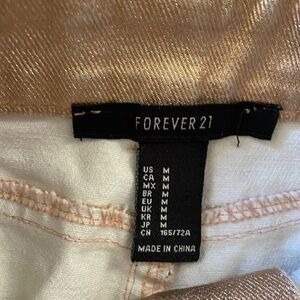 FOREVER 21
US M
CA M
MX M
BR M
EU M
UK M
KR M
JP M
CN 165/72A
MADE IN CHINA